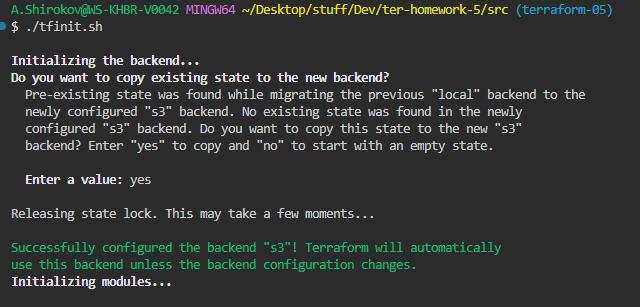 A.Shirokov@WS-KHBR-V0042 MINGW64 ~/Desktop/stuff/Dev/ter-homework-5/src (terraform-05)
$ ./tfinit.sh
Initializing the backend...
Do you want to copy existing state to the new backend?
Pre-existing state was found while migrating the previous "local" backend to the
newly configured "s3" backend. No existing state was found in the newly
configured "s3" backend. Do you want to copy this state to the new "s3"
backend? Enter "yes" to copy and "no" to start with an empty state.
Enter a value: yes
Releasing state lock. This may take a few moments...
Successfully configured the backend "s3"! Terraform will automatically
use this backend unless the backend configuration changes.
Initializing modules...